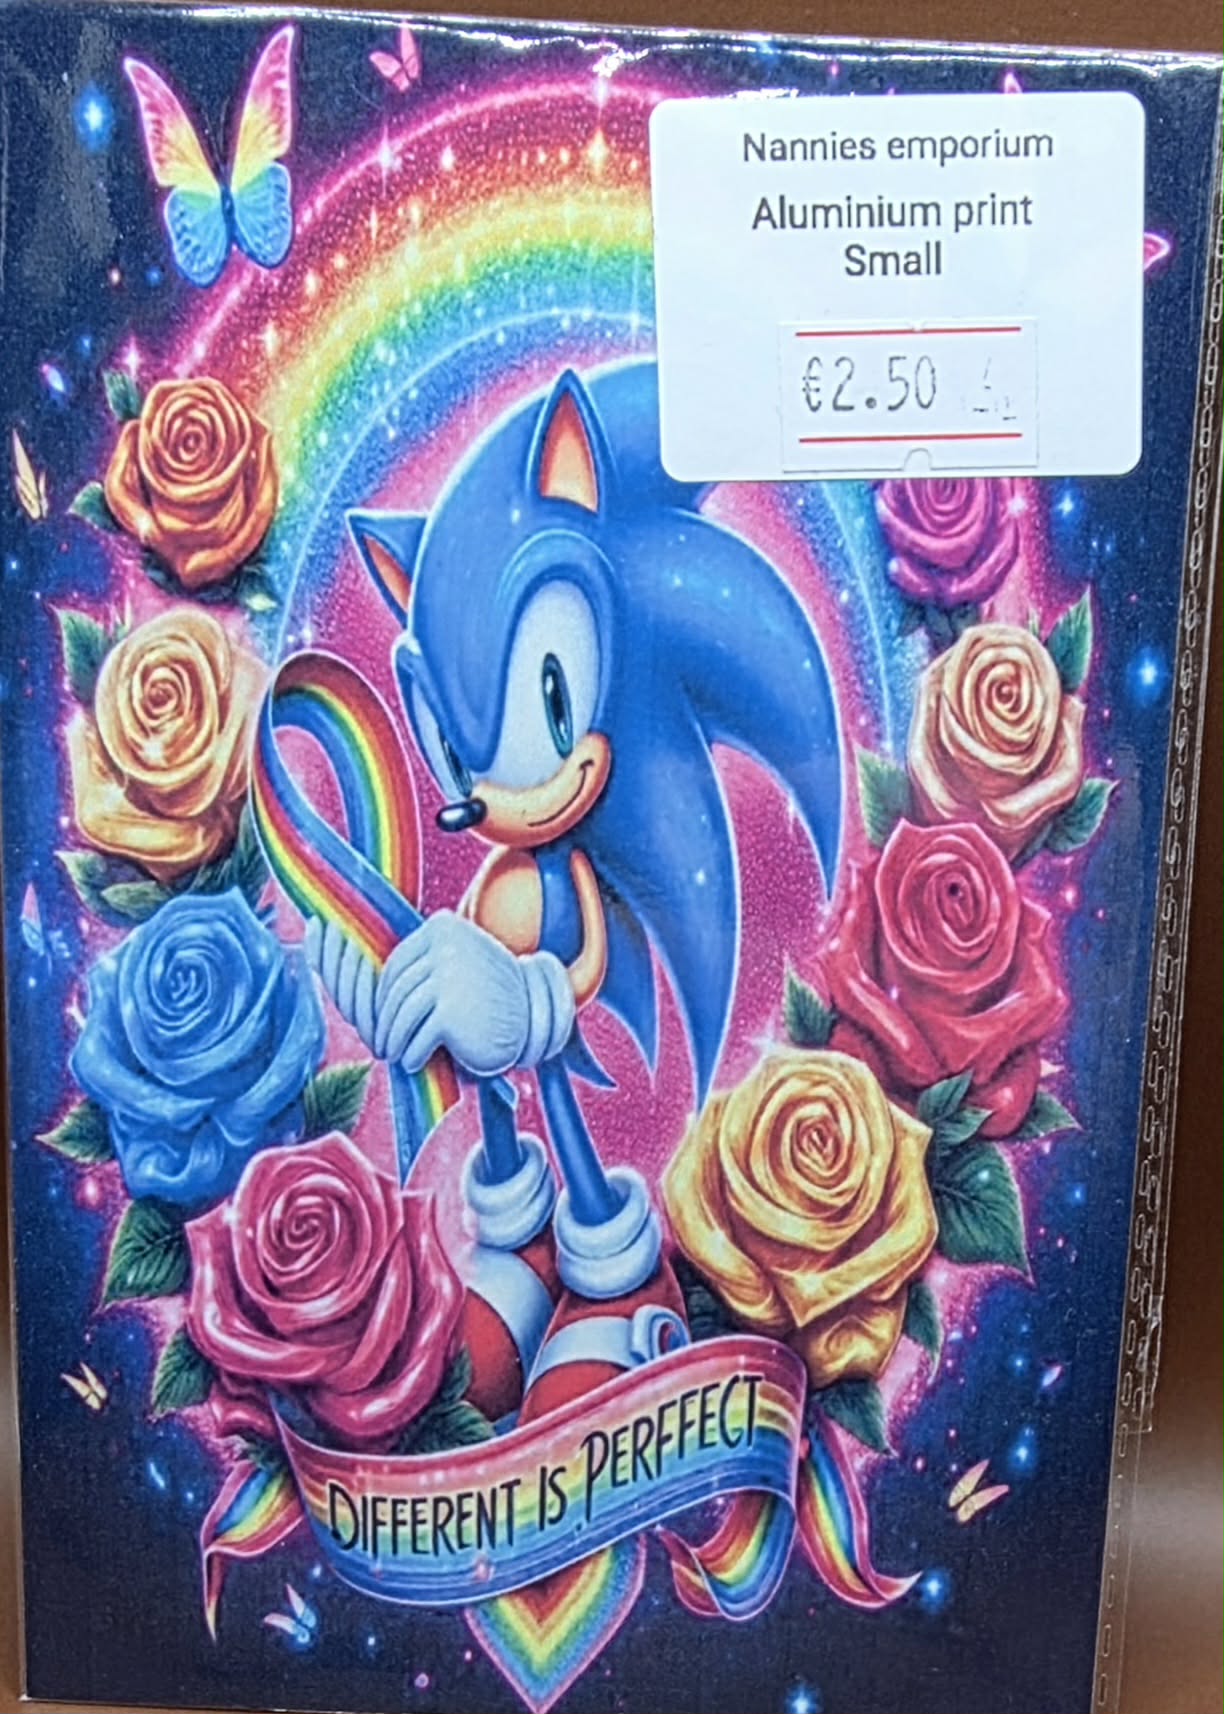 Nannies emporium
Aluminium print
Small
€2.50
DIFFERENT IS PERFFECT